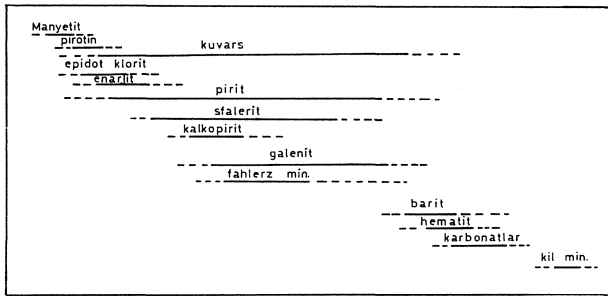 Manyetit
pirotin
kuvars
epidot klorit
enarjit
pirit
sfalerit
kalkopirit
galenit
fahlerz min.
barit
hematit
karbonatlar
kil min.